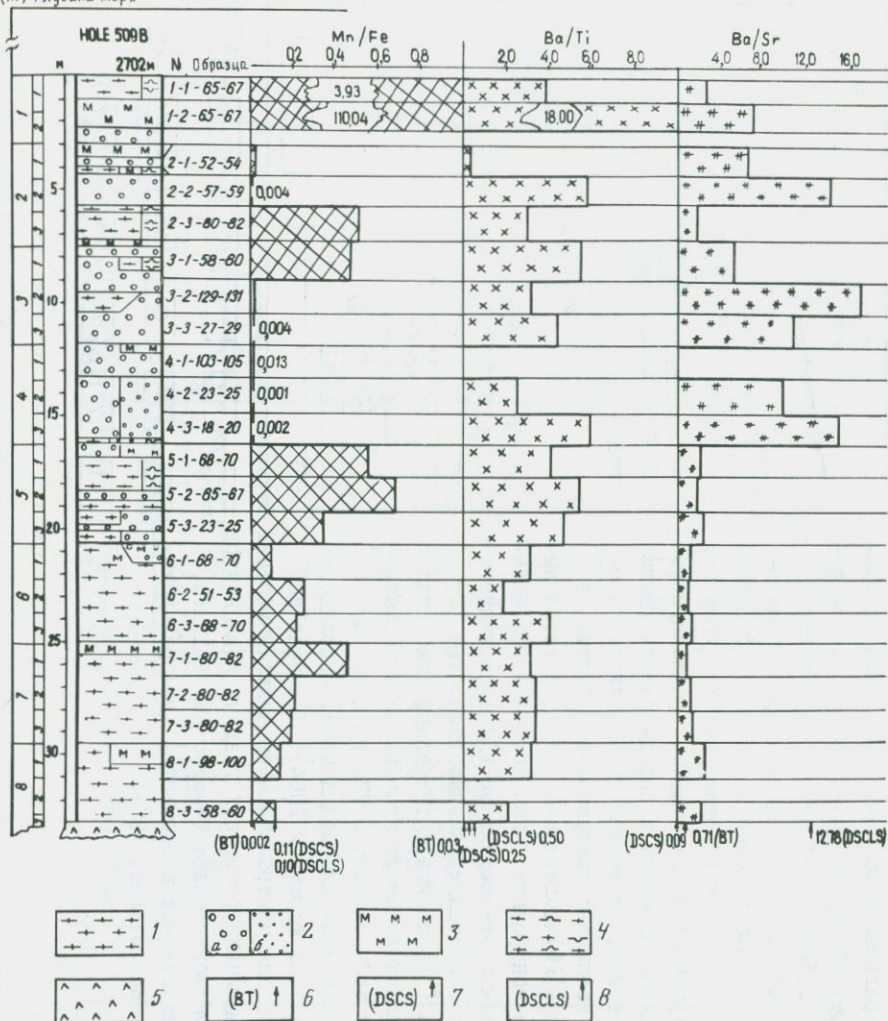 HOLE 509B
м 2702м N Образца
Mn/Fe
0,2 0,4 0,6 0,8
Ba/Ti
2,0 4,0 6,0 8,0
Ba/Sr
4,0 8,0 12,0 16,0
1-1-65-67 3,93
1-2-65-67 110,04 18,00
2-1-52-54
2-2-57-59 0,004
2-3-80-82
3-1-58-60
3-2-129-131
3-3-27-29 0,004
4-1-103-105 0,013
4-2-23-25 0,001
4-3-18-20 0,002
5-1-68-70
5-2-65-67
5-3-23-25
6-1-68-70
6-2-51-53
6-3-68-70
7-1-80-82
7-2-80-82
7-3-80-82
8-1-98-100
8-3-58-60
1 2 3 4 5 6 7 8
5 10 15 20 25 30
(BT) 0,002 0,11(DSCS)
0,10(DSCLS)
(BT) 0,03 (DSCLS) 0,50
(DSCS) 0,25
(DSCS) 0,09 0,71(BT) 12,78(DSCLS)
1 а б 2 М М М М 3 4
5 (BT) 6 (DSCS) 7 (DSCLS) 8